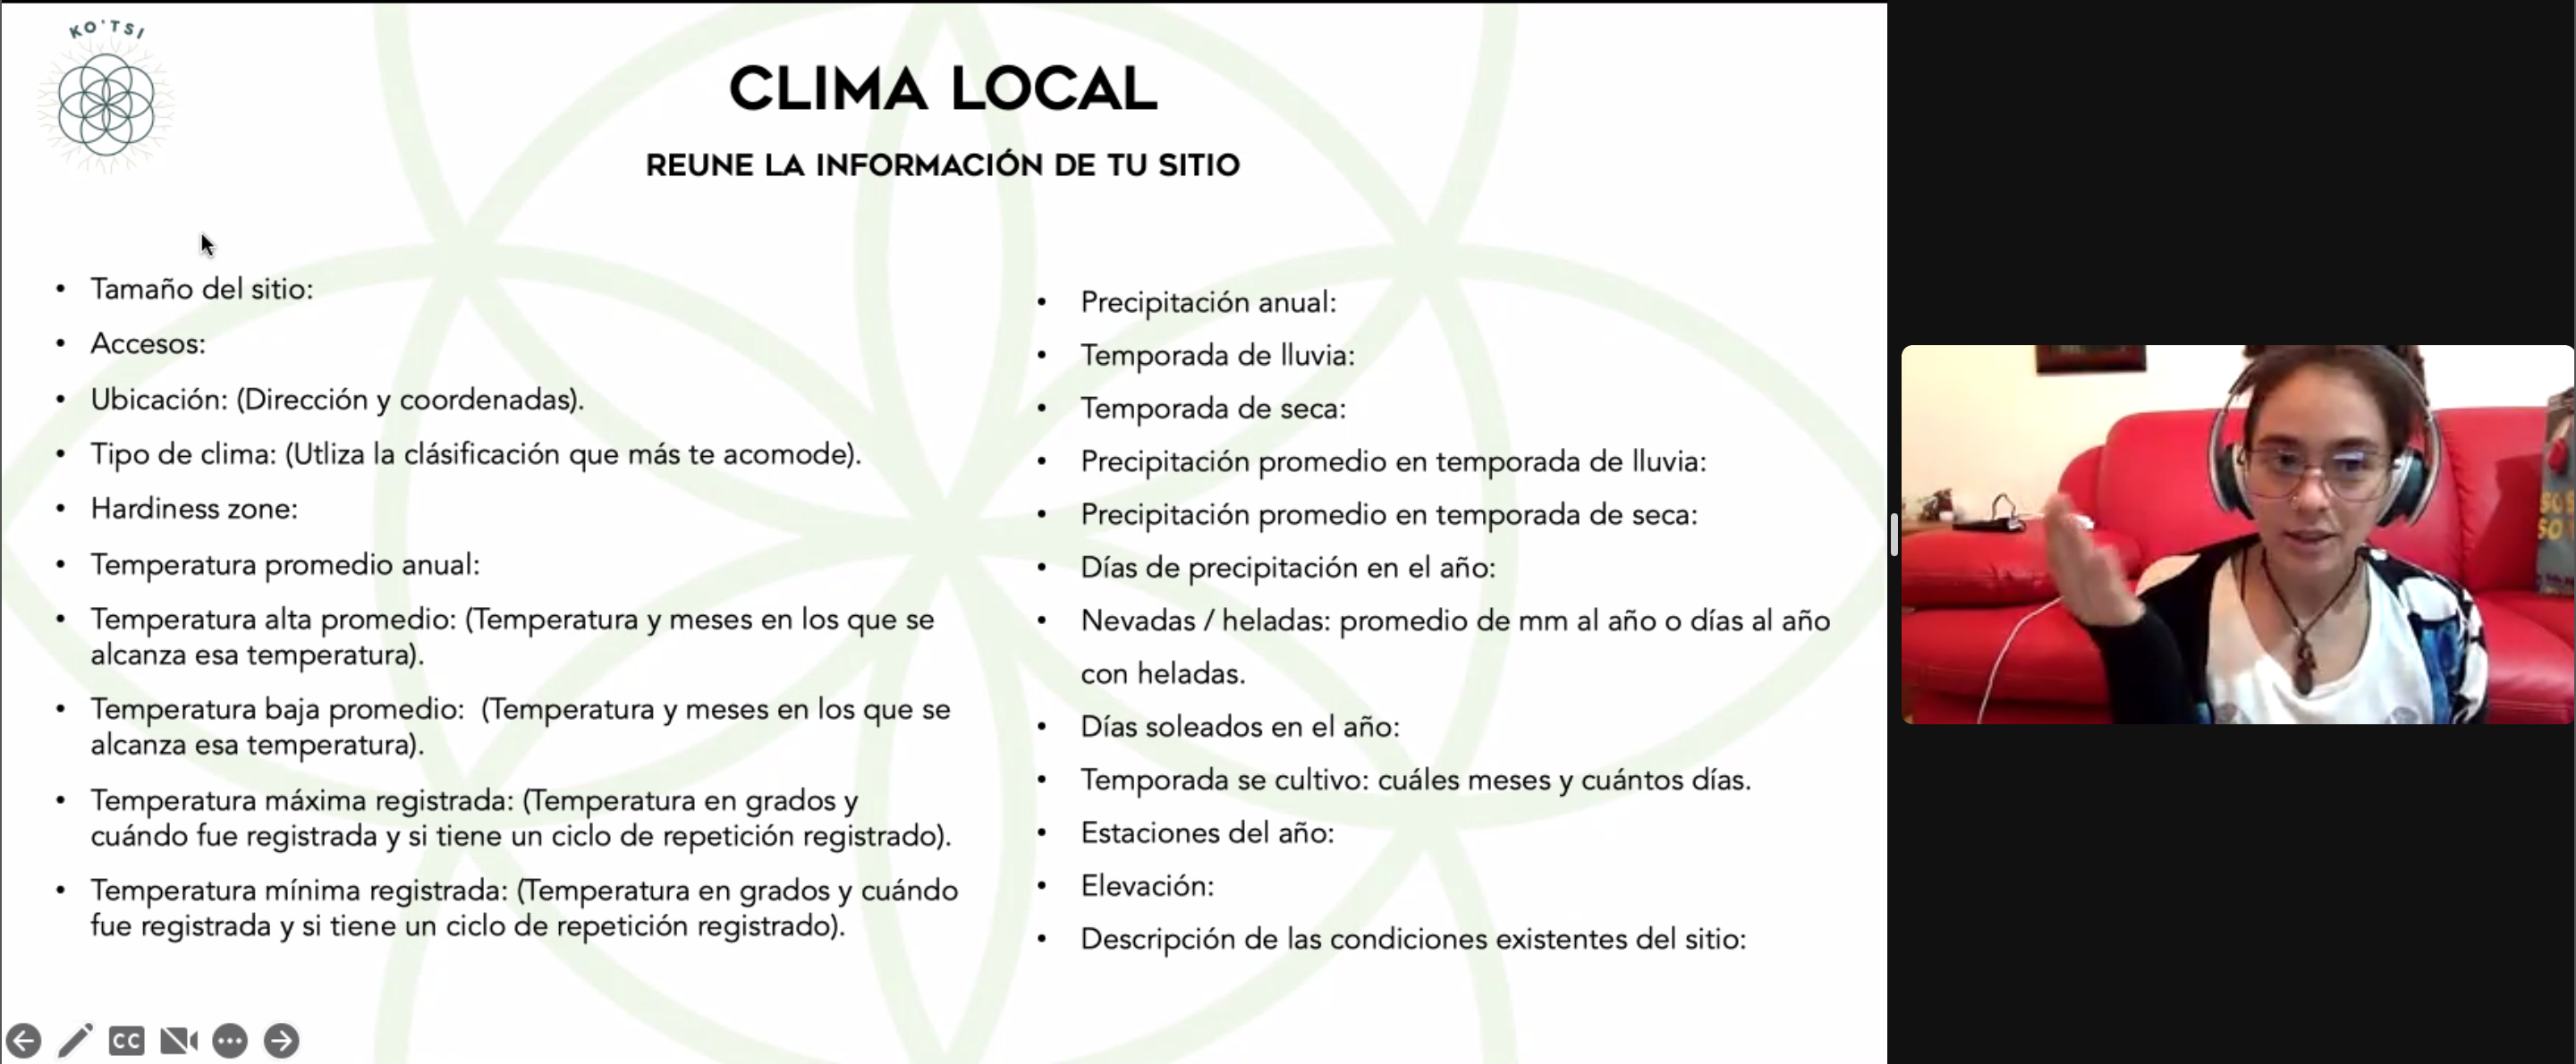 KO'TSI
CLIMA LOCAL
REUNE LA INFORMACIÓN DE TU SITIO
• Tamaño del sitio:
• Accesos:
• Ubicación: (Dirección y coordenadas).
• Tipo de clima: (Utliza la clásificación que más te acomode).
• Hardiness zone:
• Temperatura promedio anual:
• Temperatura alta promedio: (Temperatura y meses en los que se
alcanza esa temperatura).
• Temperatura baja promedio: (Temperatura y meses en los que se
alcanza esa temperatura).
• Temperatura máxima registrada: (Temperatura en grados y
cuándo fue registrada y si tiene un ciclo de repetición registrado).
• Temperatura mínima registrada: (Temperatura en grados y cuándo
fue registrada y si tiene un ciclo de repetición registrado).
• Precipitación anual:
• Temporada de lluvia:
• Temporada de seca:
• Precipitación promedio en temporada de lluvia:
• Precipitación promedio en temporada de seca:
• Días de precipitación en el año:
• Nevadas / heladas: promedio de mm al año o días al año
con heladas.
• Días soleados en el año:
• Temporada se cultivo: cuáles meses y cuántos días.
• Estaciones del año:
• Elevación:
• Descripción de las condiciones existentes del sitio:
CC